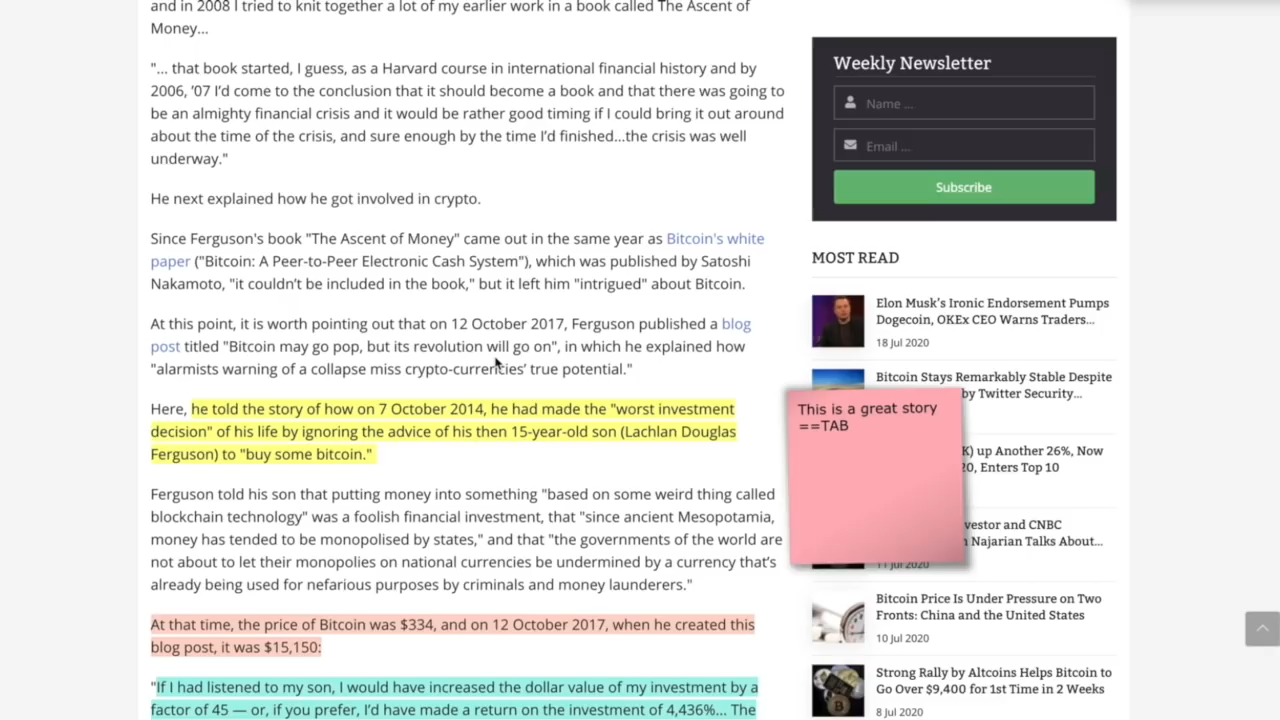 and in 2008 I tried to knit together a lot of my earlier work in a book called The Ascent of
Money…
"… that book started, I guess, as a Harvard course in international financial history and by
2006, '07 I'd come to the conclusion that it should become a book and that there was going to
be an almighty financial crisis and it would be rather good timing if I could bring it out around
about the time of the crisis, and sure enough by the time I'd finished…the crisis was well
underway."
He next explained how he got involved in crypto.
Since Ferguson's book "The Ascent of Money" came out in the same year as Bitcoin's white
paper ("Bitcoin: A Peer-to-Peer Electronic Cash System"), which was published by Satoshi
Nakamoto, "it couldn't be included in the book," but it left him "intrigued" about Bitcoin.
At this point, it is worth pointing out that on 12 October 2017, Ferguson published a blog
post titled "Bitcoin may go pop, but its revolution will go on", in which he explained how
"alarmists warning of a collapse miss crypto-currencies' true potential."
Here, he told the story of how on 7 October 2014, he had made the "worst investment
decision" of his life by ignoring the advice of his then 15-year-old son (Lachlan Douglas
Ferguson) to "buy some bitcoin."
Ferguson told his son that putting money into something "based on some weird thing called
blockchain technology" was a foolish financial investment, that "since ancient Mesopotamia,
money has tended to be monopolised by states," and that "the governments of the world are
not about to let their monopolies on national currencies be undermined by a currency that's
already being used for nefarious purposes by criminals and money launderers."
At that time, the price of Bitcoin was $334, and on 12 October 2017, when he created this
blog post, it was $15,150:
"If I had listened to my son, I would have increased the dollar value of my investment by a
factor of 45 — or, if you prefer, I'd have made a return on the investment of 4,436%… The
Weekly Newsletter
Name ...
Email ...
Subscribe
MOST READ
Elon Musk's Ironic Endorsement Pumps
Dogecoin, OKEx CEO Warns Traders…
18 Jul 2020
Bitcoin Stays Remarkably Stable Despite
by Twitter Security…
This is a great story
==TAB
K) up Another 26%, Now
20, Enters Top 10
vestor and CNBC
Najarian Talks About…
11 Jul 2020
Bitcoin Price Is Under Pressure on Two
Fronts: China and the United States
10 Jul 2020
Strong Rally by Altcoins Helps Bitcoin to
Go Over $9,400 for 1st Time in 2 Weeks
8 Jul 2020